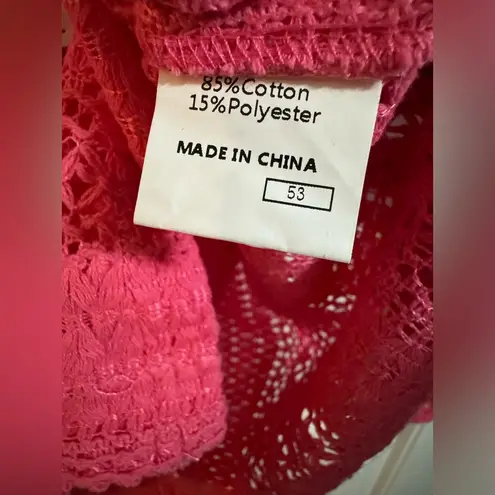 85%Cotton
15%Polyester
MADE IN CHINA
53